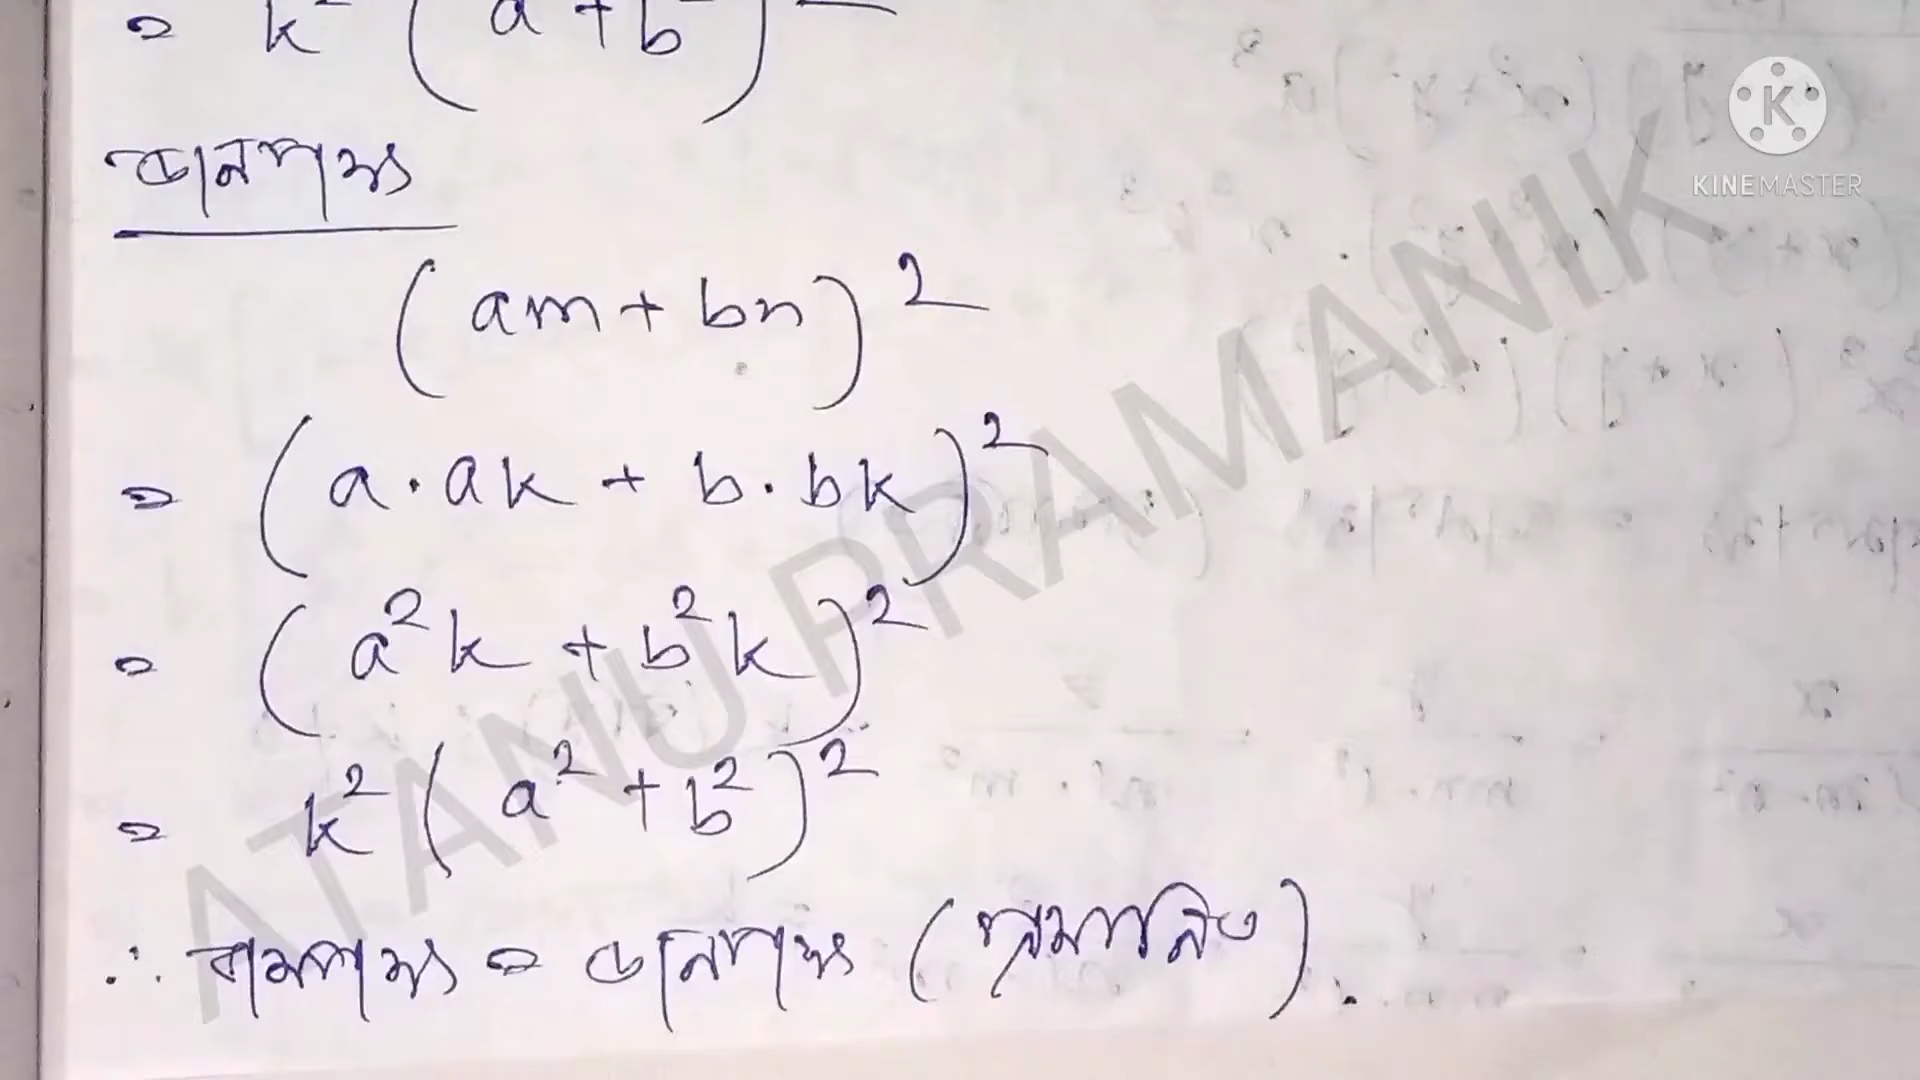 = k² (a + b²)²
ডানপক্ষ
(am + bn)²
= (a · ak + b · bk)²
= (a²k + b²k)²
= k² (a² + b²)²
∴ বামপক্ষ = ডানপক্ষ (প্রমানিত).
K
KINEMASTER
ATANU PRAMANIK